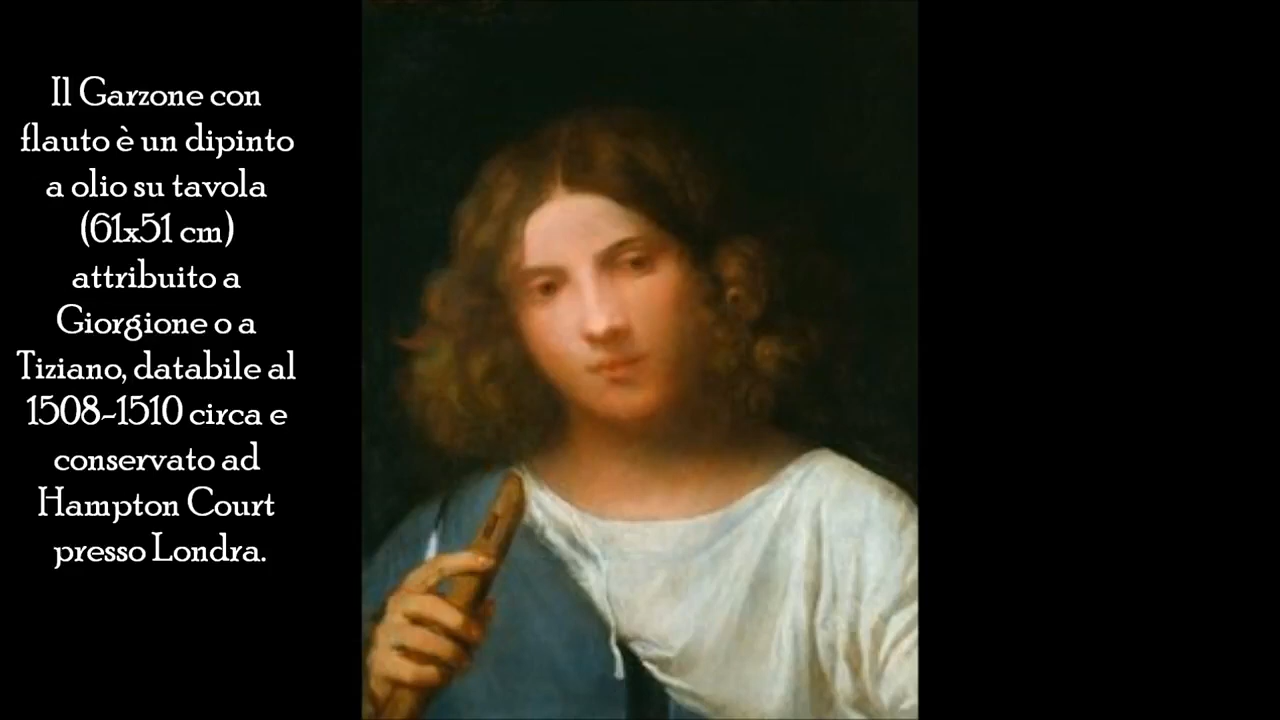 Il Garzone con
flauto è un dipinto
a olio su tavola
(61x51 cm)
attribuito a
Giorgione o a
Tiziano, databile al
1508-1510 circa e
conservato ad
Hampton Court
presso Londra.